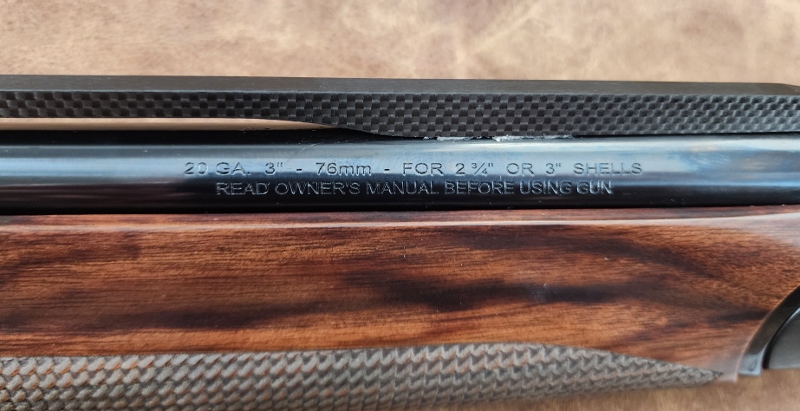 20 GA. 3" - 76mm - FOR 2 ¾" OR 3" SHELLS
READ OWNER'S MANUAL BEFORE USING GUN